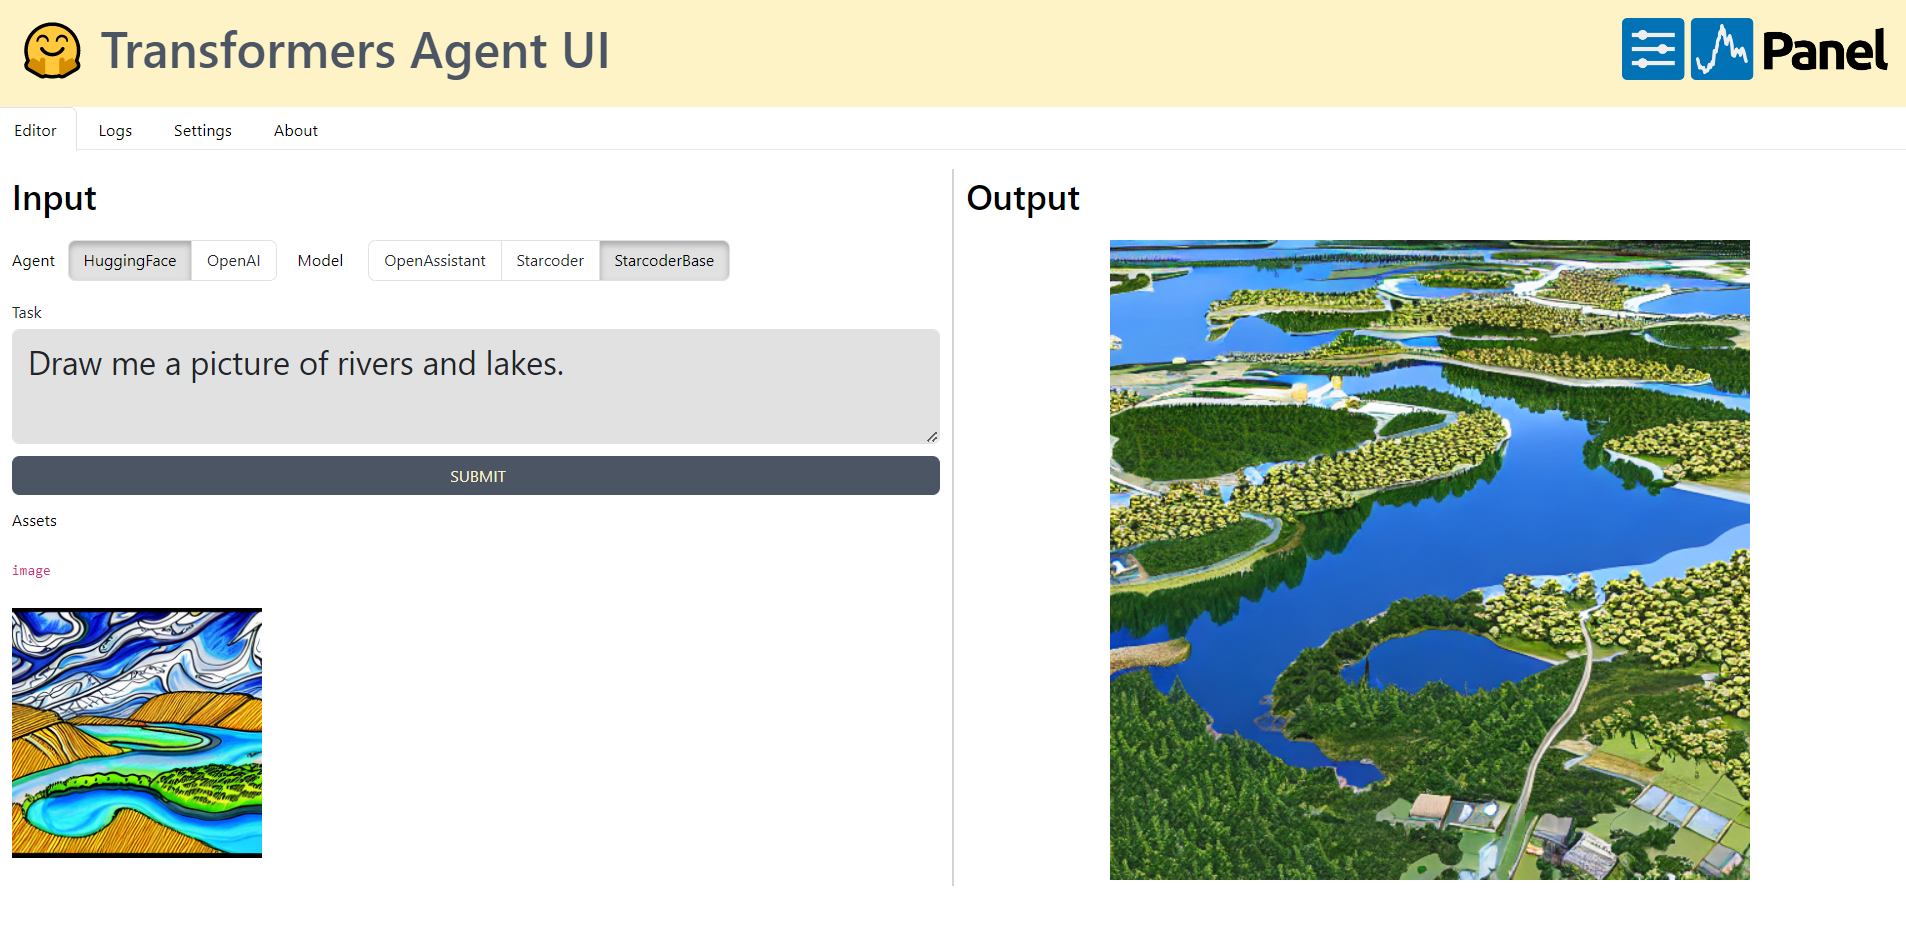 Transformers Agent UI
Panel
Editor Logs Settings About
Input
Agent HuggingFace OpenAI Model OpenAssistant Starcoder StarcoderBase
Task
Draw me a picture of rivers and lakes.
SUBMIT
Assets
image
Output